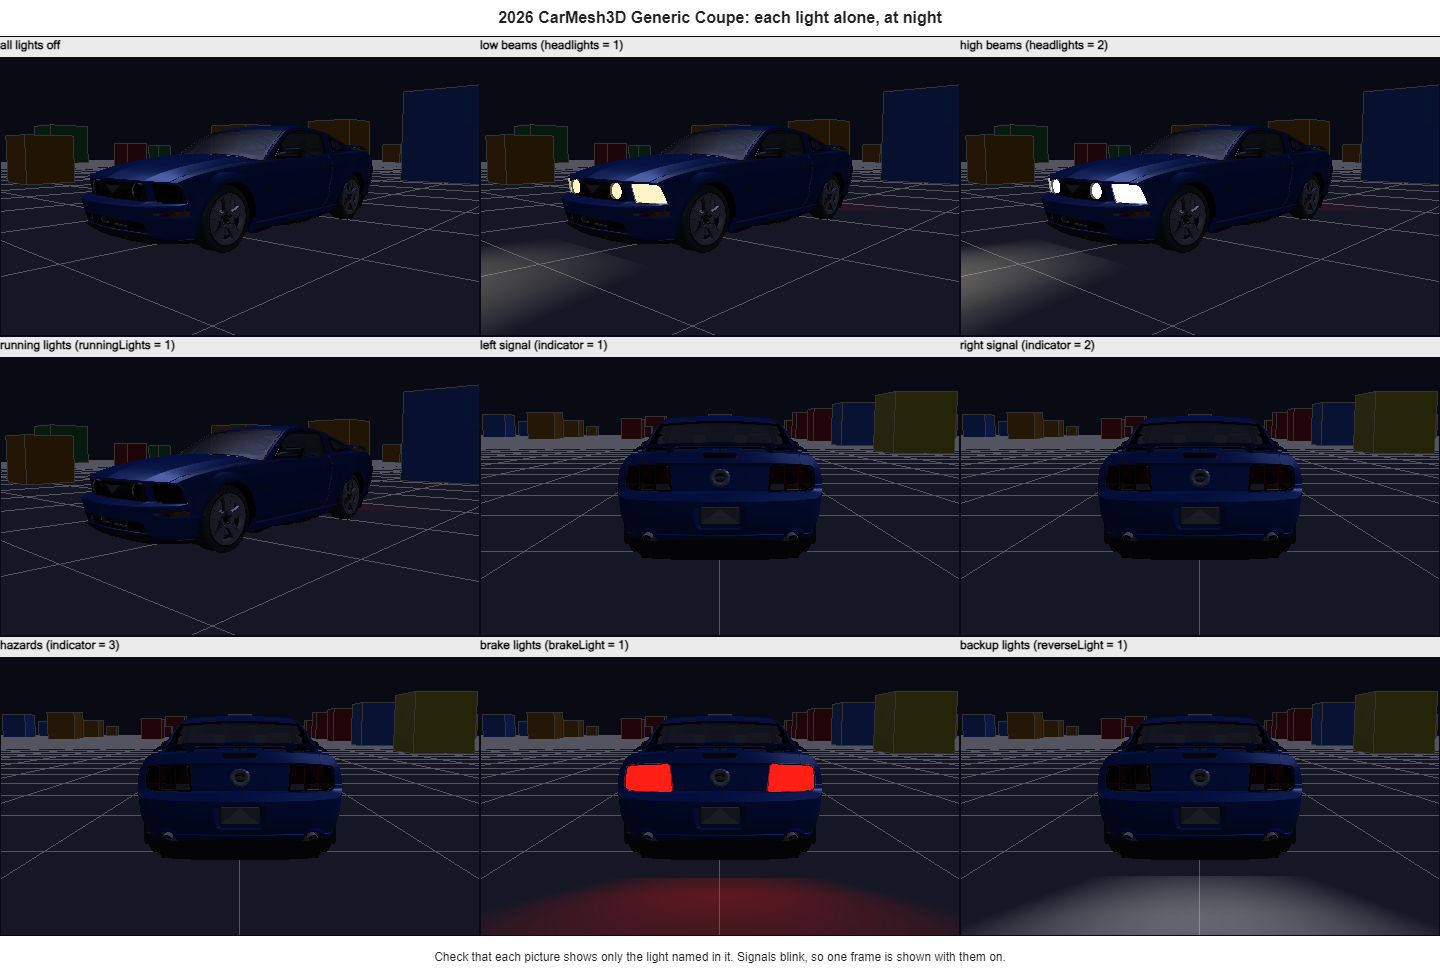 2026 CarMesh3D Generic Coupe: each light alone, at night
all lights off
low beams (headlights = 1)
high beams (headlights = 2)
running lights (runningLights = 1)
left signal (indicator = 1)
right signal (indicator = 2)
hazards (indicator = 3)
brake lights (brakeLight = 1)
backup lights (reverseLight = 1)
Check that each picture shows only the light named in it. Signals blink, so one frame is shown with them on.